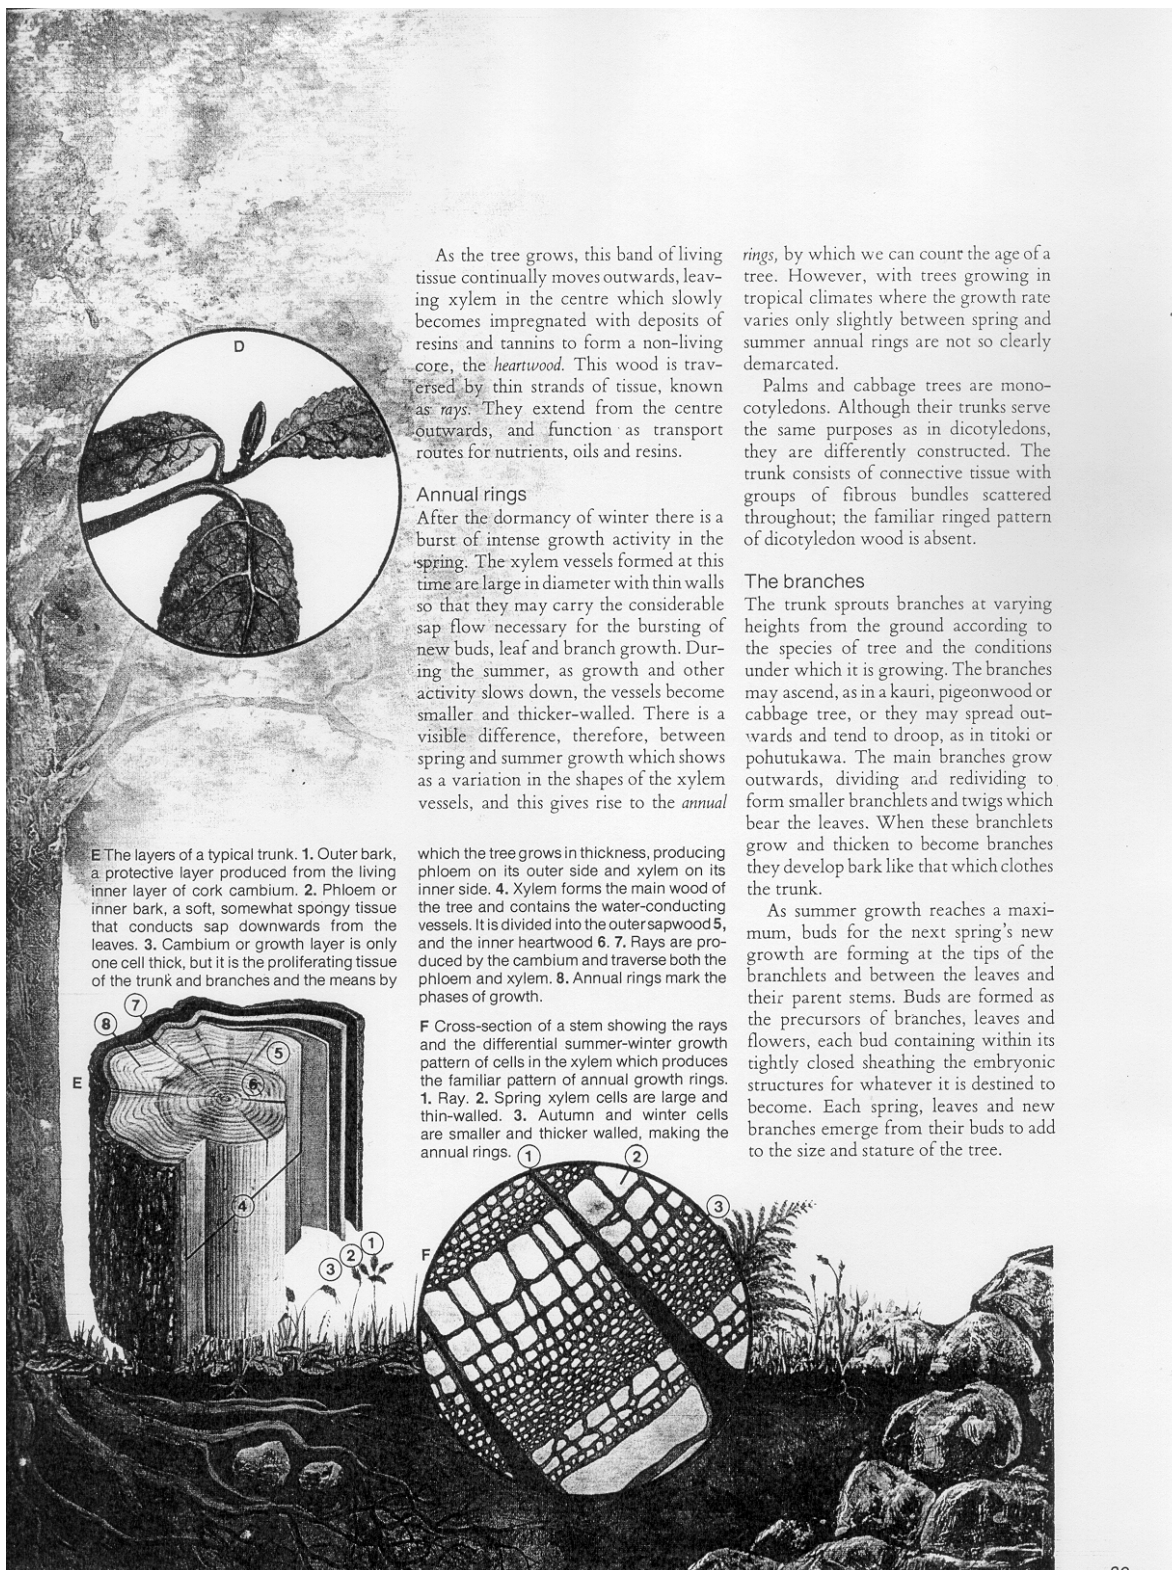 D
As the tree grows, this band of living
tissue continually moves outwards, leav-
ing xylem in the centre which slowly
becomes impregnated with deposits of
resins and tannins to form a non-living
core, the heartwood. This wood is trav-
ersed by thin strands of tissue, known
as rays. They extend from the centre
outwards, and function as transport
routes for nutrients, oils and resins.
Annual rings
After the dormancy of winter there is a
burst of intense growth activity in the
spring. The xylem vessels formed at this
time are large in diameter with thin walls
so that they may carry the considerable
sap flow necessary for the bursting of
new buds, leaf and branch growth. Dur-
ing the summer, as growth and other
activity slows down, the vessels become
smaller and thicker-walled. There is a
visible difference, therefore, between
spring and summer growth which shows
as a variation in the shapes of the xylem
vessels, and this gives rise to the annual
rings, by which we can count the age of a
tree. However, with trees growing in
tropical climates where the growth rate
varies only slightly between spring and
summer annual rings are not so clearly
demarcated.
Palms and cabbage trees are mono-
cotyledons. Although their trunks serve
the same purposes as in dicotyledons,
they are differently constructed. The
trunk consists of connective tissue with
groups of fibrous bundles scattered
throughout; the familiar ringed pattern
of dicotyledon wood is absent.
The branches
The trunk sprouts branches at varying
heights from the ground according to
the species of tree and the conditions
under which it is growing. The branches
may ascend, as in a kauri, pigeonwood or
cabbage tree, or they may spread out-
wards and tend to droop, as in titoki or
pohutukawa. The main branches grow
outwards, dividing and redividing to
form smaller branchlets and twigs which
bear the leaves. When these branchlets
grow and thicken to become branches
they develop bark like that which clothes
the trunk.
As summer growth reaches a maxi-
mum, buds for the next spring's new
growth are forming at the tips of the
branchlets and between the leaves and
their parent stems. Buds are formed as
the precursors of branches, leaves and
flowers, each bud containing within its
tightly closed sheathing the embryonic
structures for whatever it is destined to
become. Each spring, leaves and new
branches emerge from their buds to add
to the size and stature of the tree.
E The layers of a typical trunk. 1. Outer bark,
a protective layer produced from the living
inner layer of cork cambium. 2. Phloem or
inner bark, a soft, somewhat spongy tissue
that conducts sap downwards from the
leaves. 3. Cambium or growth layer is only
one cell thick, but it is the proliferating tissue
of the trunk and branches and the means by
which the tree grows in thickness, producing
phloem on its outer side and xylem on its
inner side. 4. Xylem forms the main wood of
the tree and contains the water-conducting
vessels. It is divided into the outer sapwood 5,
and the inner heartwood 6. 7. Rays are pro-
duced by the cambium and traverse both the
phloem and xylem. 8. Annual rings mark the
phases of growth.
F Cross-section of a stem showing the rays
and the differential summer-winter growth
pattern of cells in the xylem which produces
the familiar pattern of annual growth rings.
1. Ray. 2. Spring xylem cells are large and
thin-walled. 3. Autumn and winter cells
are smaller and thicker walled, making the
annual rings.
7
8
5
6
E
4
3
2
1
1
2
3
F